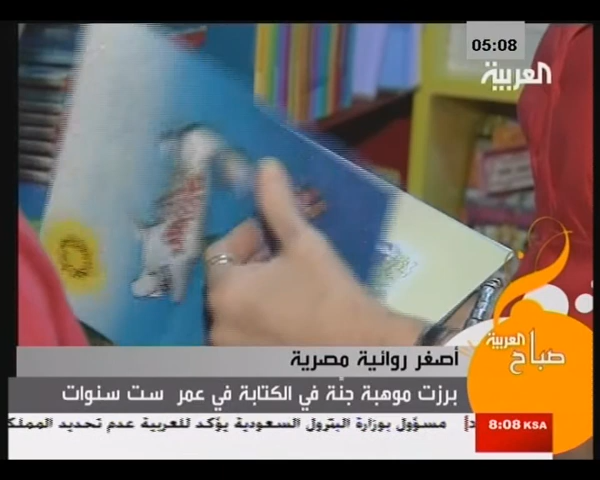 05:08
العربية
صباح العربية
أصغر روائية مصرية
برزت موهبة جنّة في الكتابة في عمر ست سنوات
مسؤول بوزارة البترول السعودية يؤكد للعربية عدم تحديد المملكـ
8:08 KSA